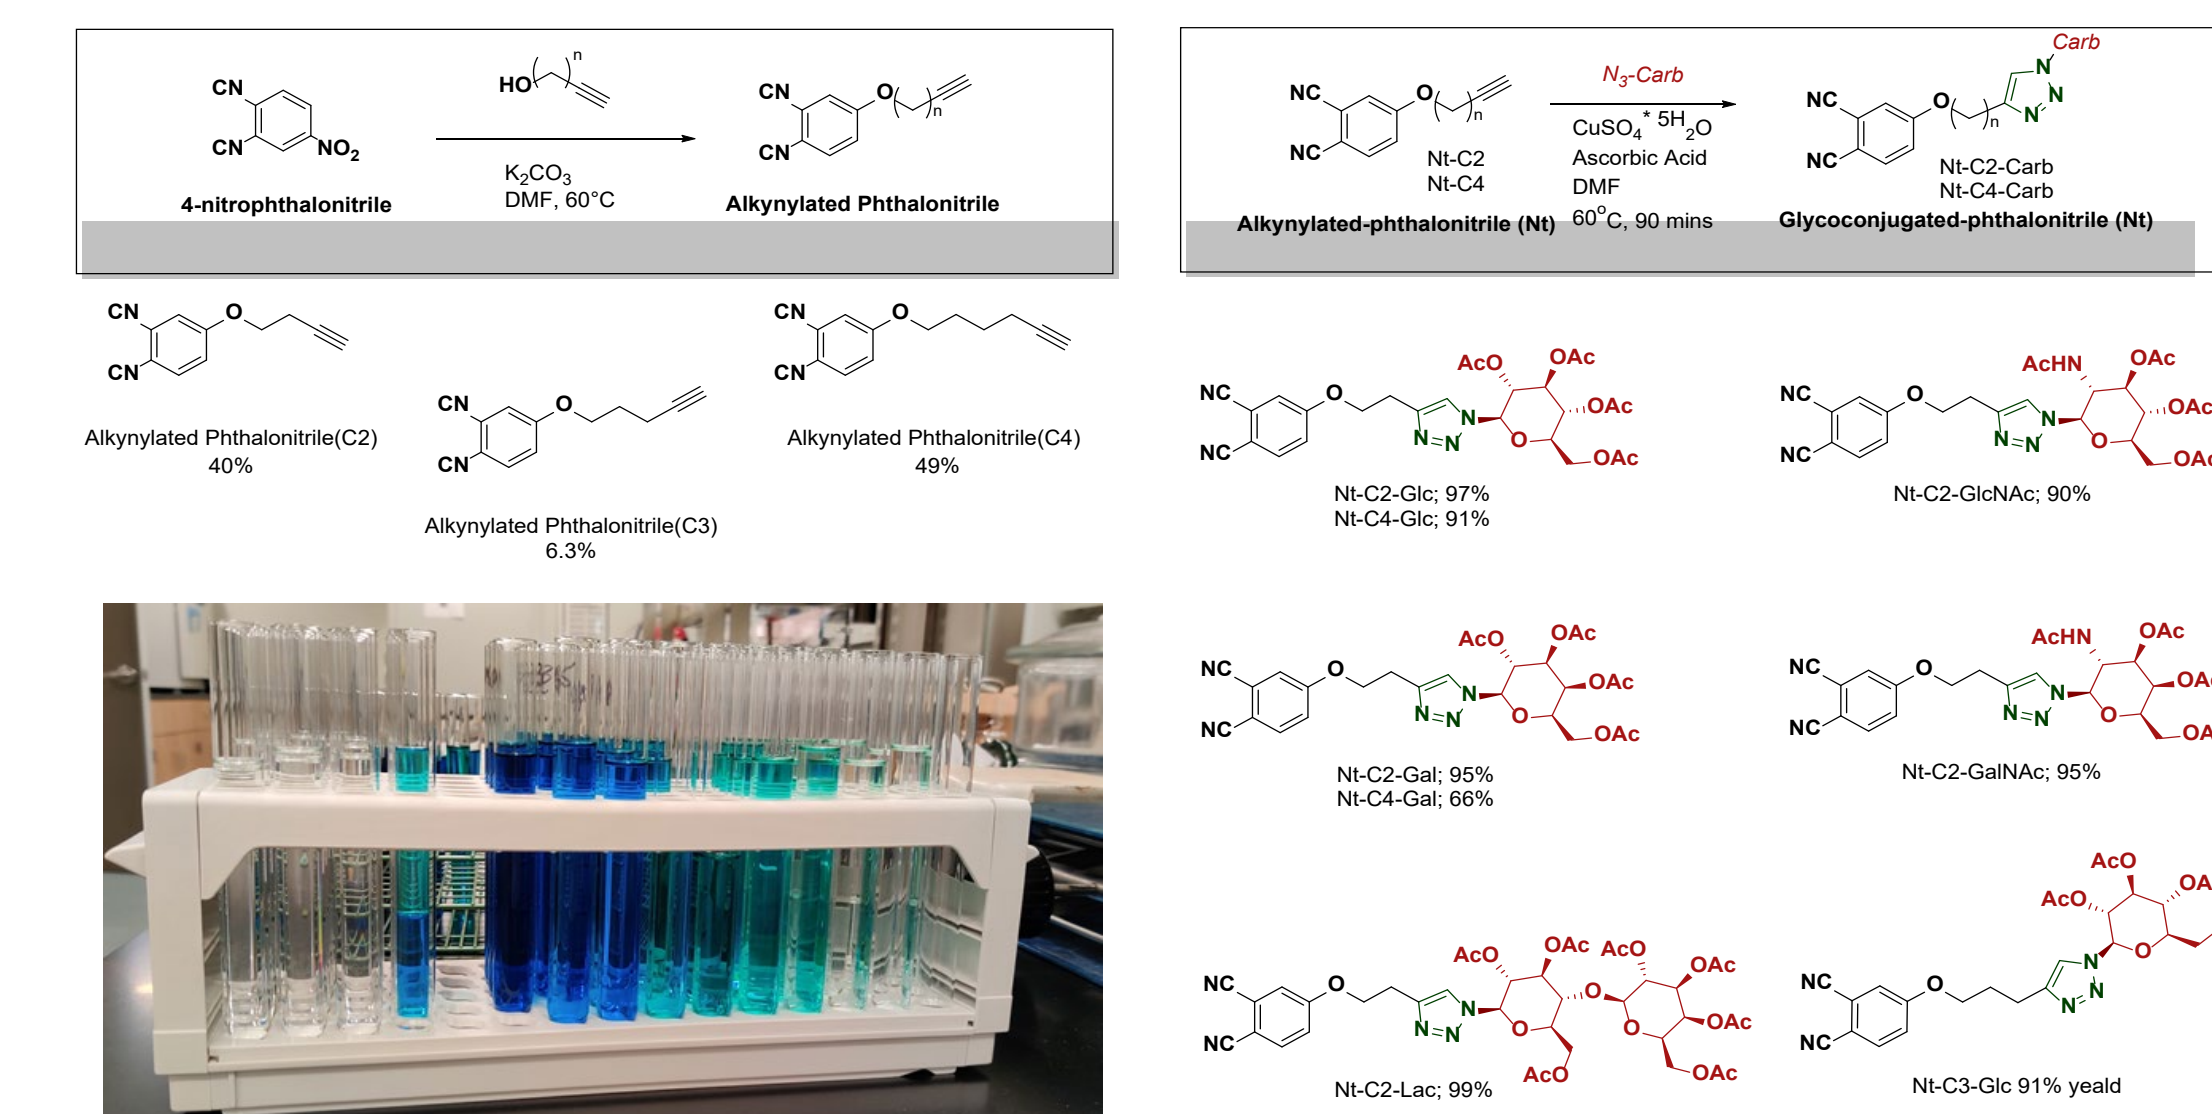 CN
CN
NO2
4-nitrophthalonitrile
HO
n
K2CO3
DMF, 60°C
CN
CN
O
n
Alkynylated Phthalonitrile
CN
CN
O
Alkynylated Phthalonitrile(C2)
40%
CN
CN
O
Alkynylated Phthalonitrile(C3)
6.3%
CN
CN
O
Alkynylated Phthalonitrile(C4)
49%
NC
NC
O
n
Nt-C2
Nt-C4
Alkynylated-phthalonitrile (Nt)
N3-Carb
CuSO4* 5H2O
Ascorbic Acid
DMF
60°C, 90 mins
NC
NC
O
n
Carb
N
N
N
Nt-C2-Carb
Nt-C4-Carb
Glycoconjugated-phthalonitrile (Nt)
NC
NC
O
N=N
N
AcO
OAc
OAc
O
OAc
Nt-C2-Glc; 97%
Nt-C4-Glc; 91%
NC
NC
O
N=N
N
AcHN
OAc
OAc
O
OAc
Nt-C2-GlcNAc; 90%
NC
NC
O
N=N
N
AcO
OAc
OAc
O
OAc
Nt-C2-Gal; 95%
Nt-C4-Gal; 66%
NC
NC
O
N=N
N
AcHN
OAc
OAc
O
OA
Nt-C2-GalNAc; 95%
NC
NC
O
N=N
N
AcO
OAc
O
O
AcO
AcO
OAc
OAc
O
OAc
Nt-C2-Lac; 99%
NC
NC
O
N=N
N
AcO
AcO
OA
O
Nt-C3-Glc 91% yeald